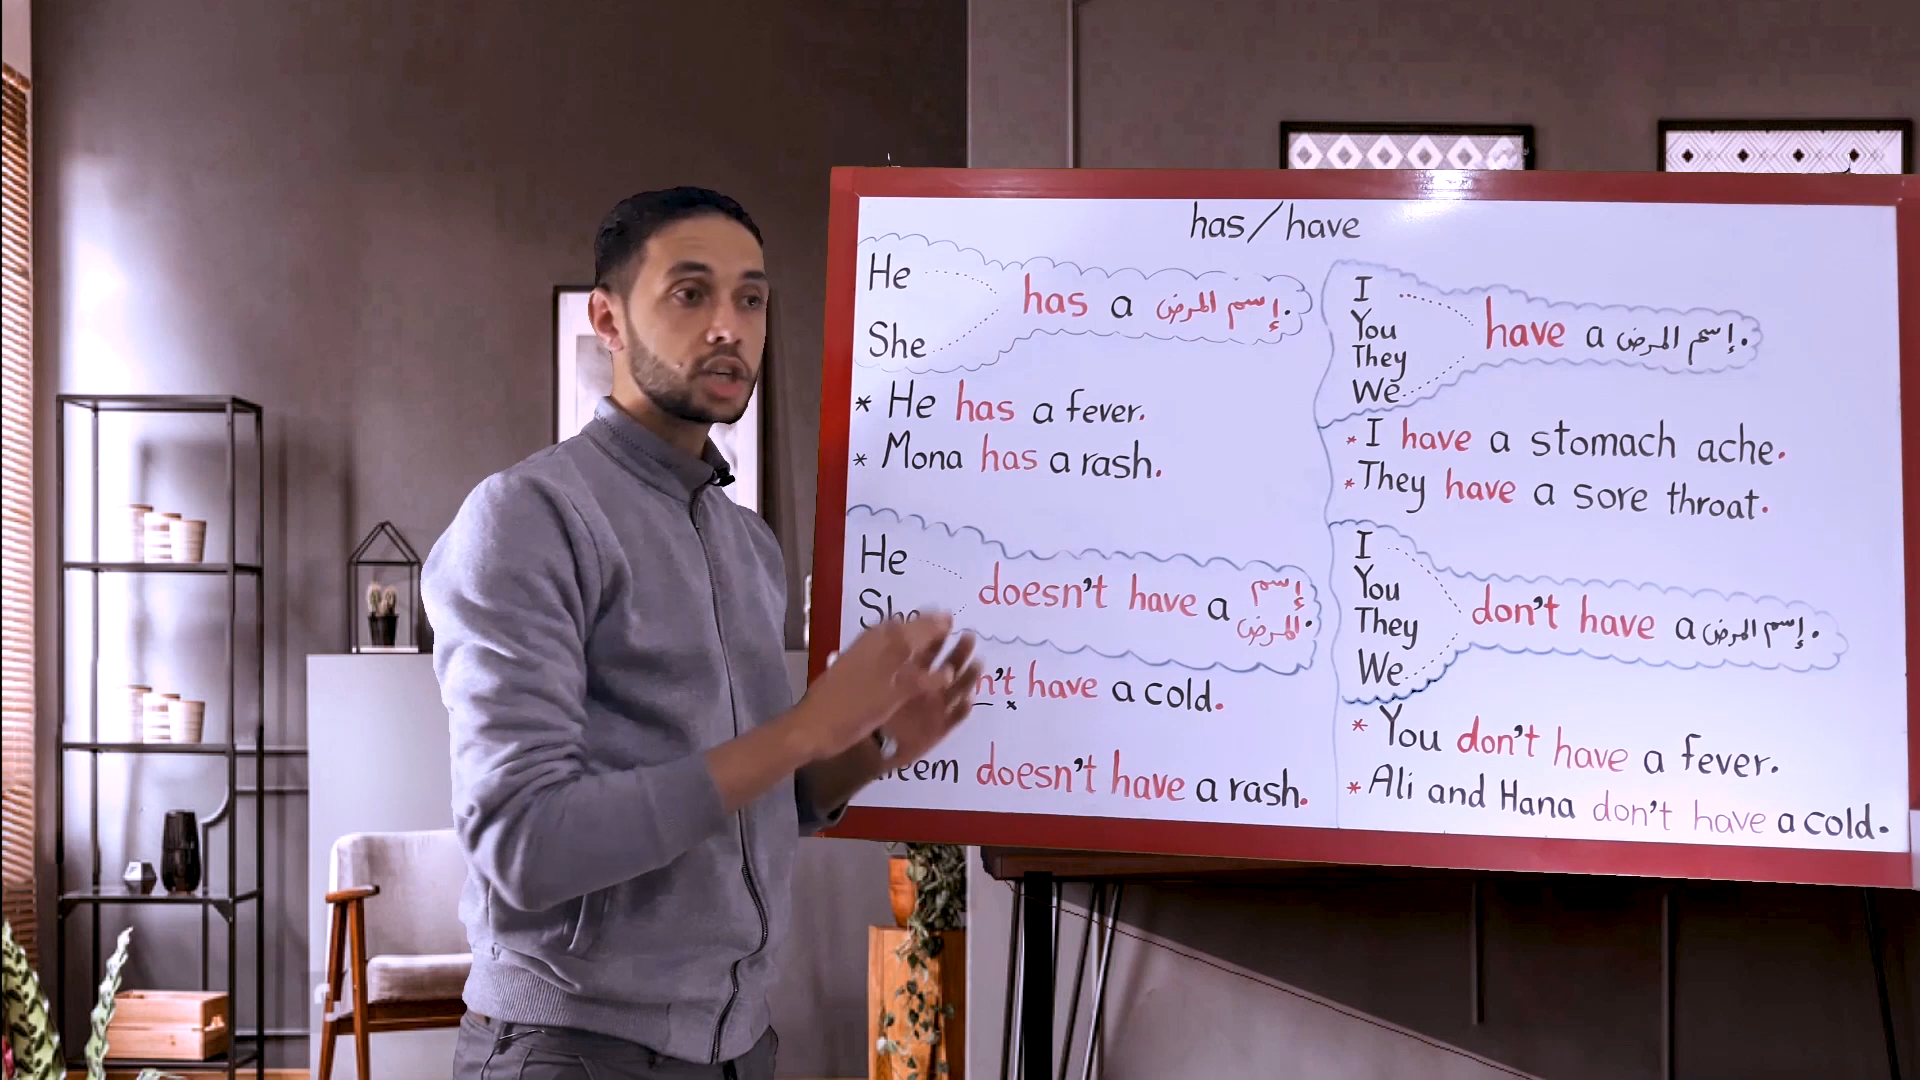 has/have
He
She
has a إسم المرض.
* He has a fever.
* Mona has a rash.
He
She
doesn't have a إسم المرض.
have a cold.
doesn't have a rash.
I
You
They
We
have a إسم المرض.
* I have a stomach ache.
* They have a sore throat.
I
You
They
We
don't have a إسم المرض.
* You don't have a fever.
* Ali and Hana don't have a cold.